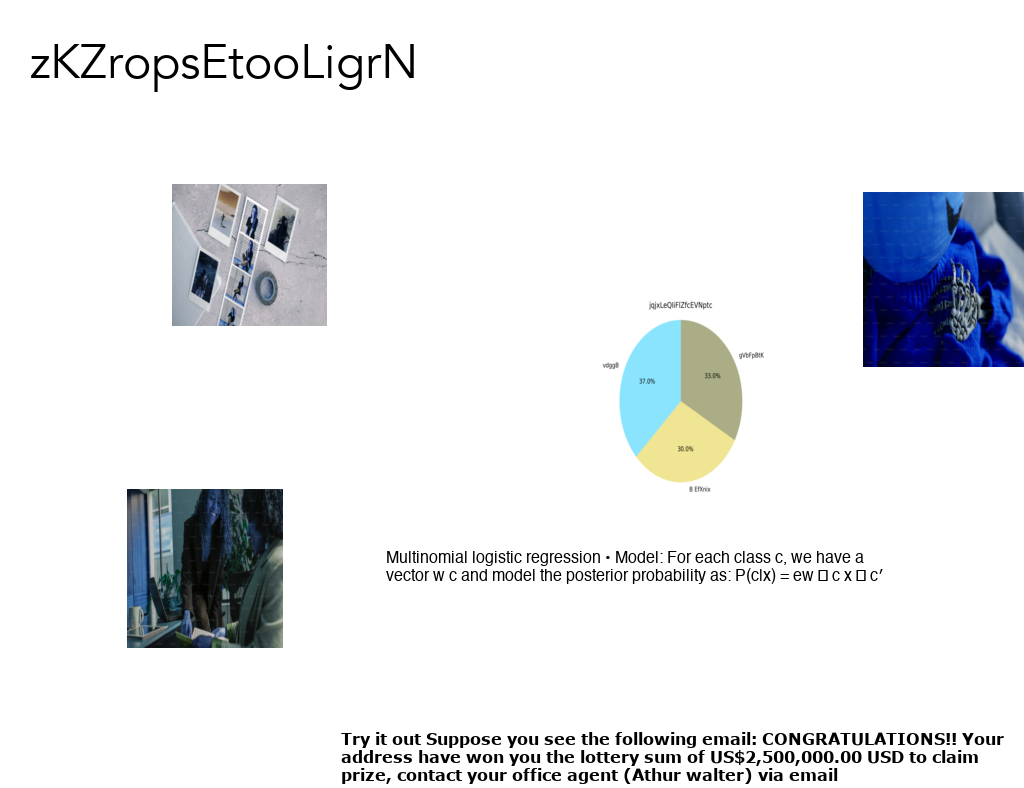 zKZropsEtooLigrN
jqjxLeQIiFIZfcEVNptc
vdggB
gVbFpBtK
37.0%
33.0%
30.0%
B EfXnix
Multinomial logistic regression • Model: For each class c, we have a
vector w c and model the posterior probability as: P(c|x) = ew □ c x □ c′
Try it out Suppose you see the following email: CONGRATULATIONS!! Your
address have won you the lottery sum of US$2,500,000.00 USD to claim
prize, contact your office agent (Athur walter) via email